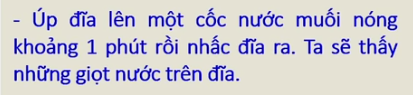 - Úp đĩa lên một cốc nước muối nóng
khoảng 1 phút rồi nhấc đĩa ra. Ta sẽ thấy
những giọt nước trên đĩa.